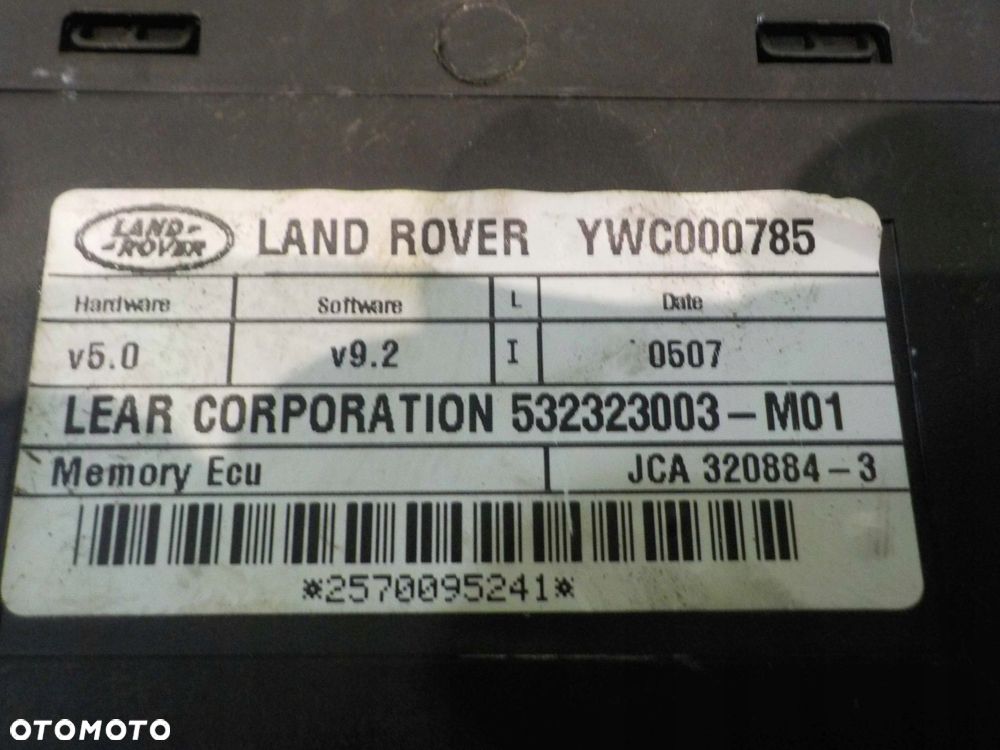 LAND-
-ROVER
LAND ROVER YWC000785
Hardware Software L Date
v5.0 v9.2 I 0507
LEAR CORPORATION 532323003-M01
Memory Ecu JCA 320884-3
*2570095241*
OTOMOTO